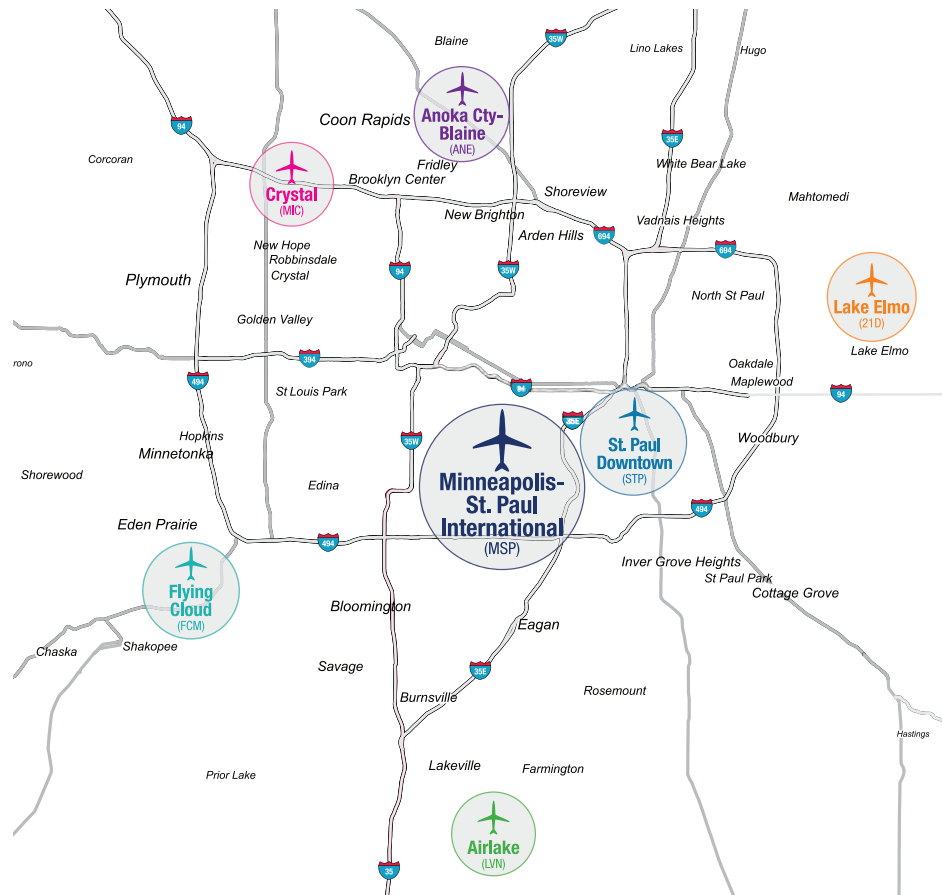 35W
Blaine
Lino Lakes
Hugo
94
Anoka Cty-
Blaine
(ANE)
Coon Rapids
35E
Corcoran
Fridley
White Bear Lake
Brooklyn Center
Crystal
(MIC)
Shoreview
Mahtomedi
New Brighton
Vadnais Heights
Arden Hills
694
694
New Hope
Robbinsdale
Crystal
94
35W
Plymouth
North St Paul
Lake Elmo
(21D)
Golden Valley
Lake Elmo
rono
394
Oakdale
Maplewood
494
St Louis Park
94
94
35E
Hopkins
Minnetonka
35W
St. Paul
Downtown
(STP)
Woodbury
Shorewood
Edina
Minneapolis-
St. Paul
International
(MSP)
494
Eden Prairie
494
Inver Grove Heights
St Paul Park
Cottage Grove
Flying
Cloud
(FCM)
Bloomington
Eagan
Chaska
Shakopee
Savage
35E
Burnsville
Rosemount
Hastings
Prior Lake
Lakeville
Farmington
Airlake
(LVN)
35